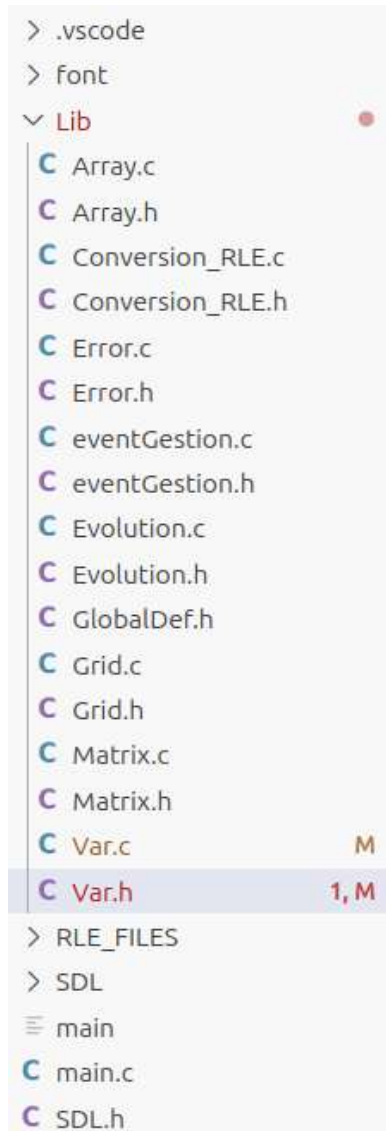 .vscode
font
Lib
C Array.c
C Array.h
C Conversion_RLE.c
C Conversion_RLE.h
C Error.c
C Error.h
C eventGestion.c
C eventGestion.h
C Evolution.c
C Evolution.h
C GlobalDef.h
C Grid.c
C Grid.h
C Matrix.c
C Matrix.h
C Var.c M
C Var.h 1, M
RLE_FILES
SDL
main
C main.c
C SDL.h